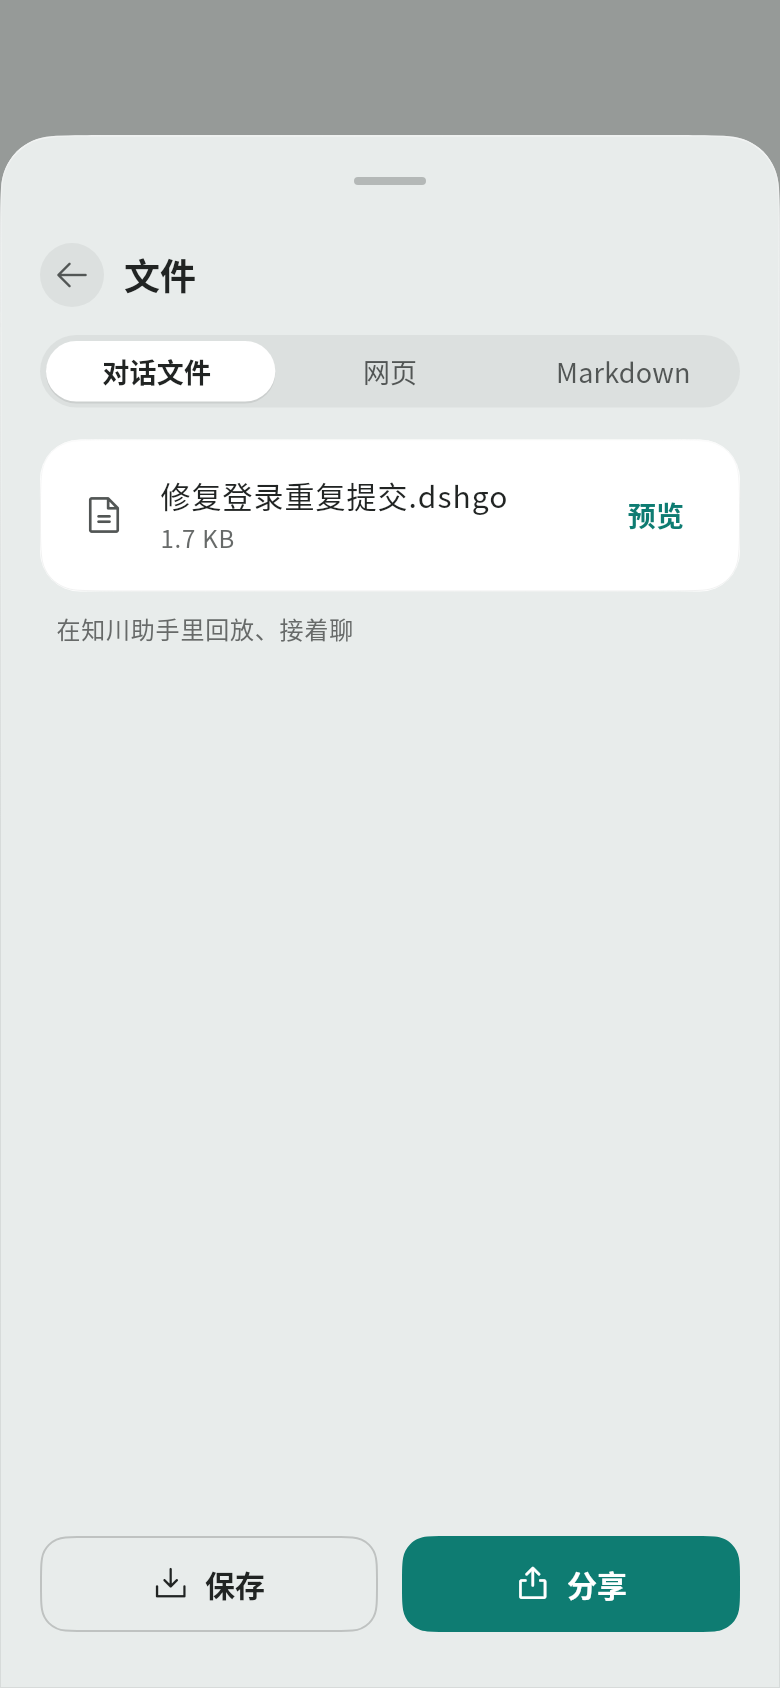 文件
对话文件
网页
Markdown
修复登录重复提交.dshgo
1.7 KB
预览
在知川助手里回放、接着聊
保存
分享